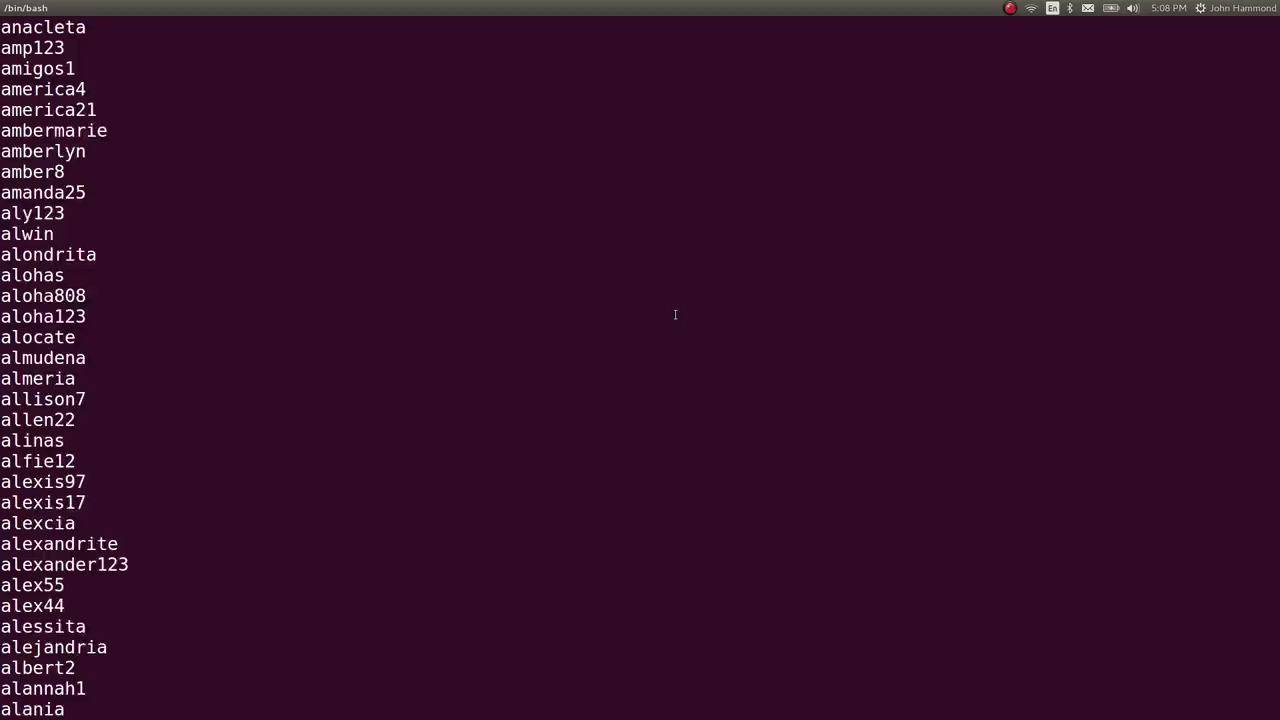 /bin/bash
En
5:08 PM
John Hammond
anacleta
amp123
amigos1
america4
america21
ambermarie
amberlyn
amber8
amanda25
aly123
alwin
alondrita
alohas
aloha808
aloha123
alocate
almudena
almeria
allison7
allen22
alinas
alfie12
alexis97
alexis17
alexcia
alexandrite
alexander123
alex55
alex44
alessita
alejandria
albert2
alannah1
alania